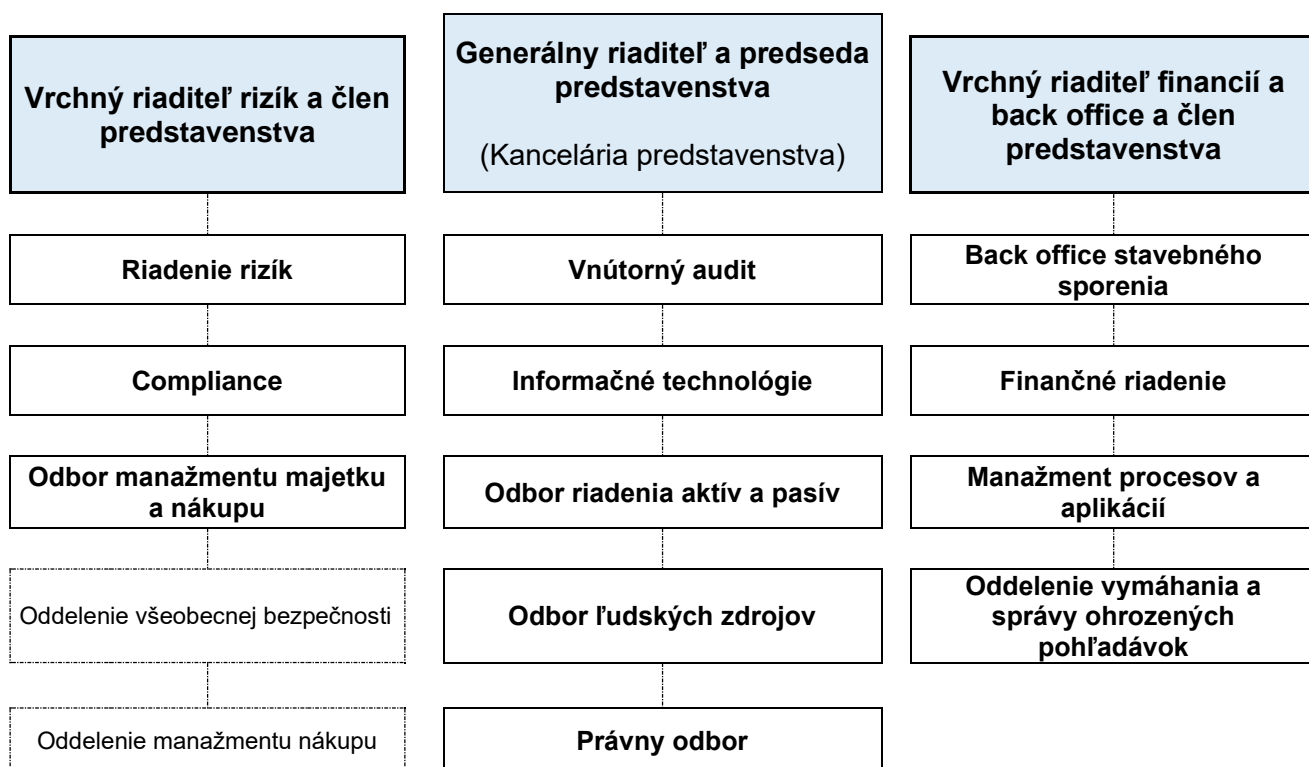 Vrchný riaditeľ rizík a člen
predstavenstva
Riadenie rizík
Compliance
Odbor manažmentu majetku
a nákupu
Oddelenie všeobecnej bezpečnosti
Oddelenie manažmentu nákupu
Generálny riaditeľ a predseda
predstavenstva
(Kancelária predstavenstva)
Vnútorný audit
Informačné technológie
Odbor riadenia aktív a pasív
Odbor ľudských zdrojov
Právny odbor
Vrchný riaditeľ financií a
back office a člen
predstavenstva
Back office stavebného
sporenia
Finančné riadenie
Manažment procesov a
aplikácií
Oddelenie vymáhania a
správy ohrozených
pohľadávok